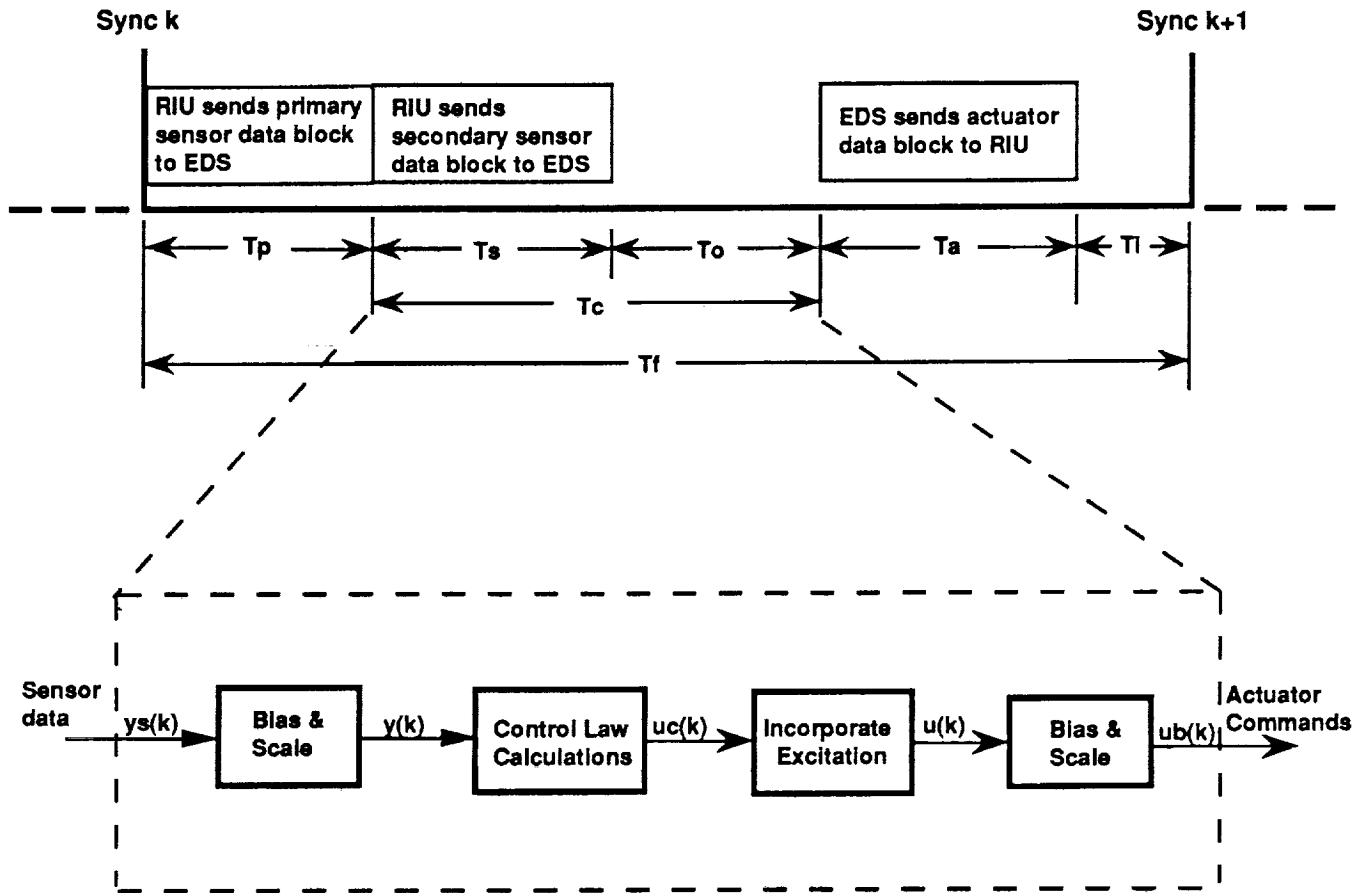 Sync k
Sync k+1
RIU sends primary
sensor data block
to EDS
RIU sends
secondary sensor
data block to EDS
EDS sends actuator
data block to RIU
Tp
Ts
To
Ta
Ti
Tc
Tf
Sensor
data
ys(k)
Bias &
Scale
y(k)
Control Law
Calculations
uc(k)
Incorporate
Excitation
u(k)
Bias &
Scale
ub(k)
Actuator
Commands